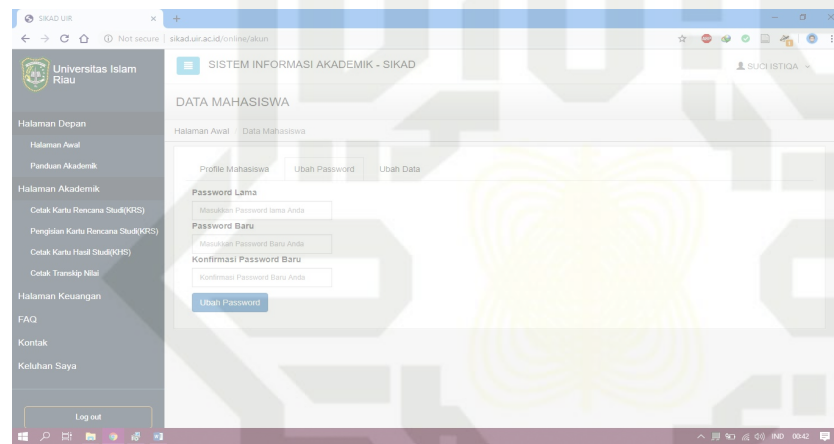 SIKAD UIR
Not secure | sikad.uir.ac.id/online/akun
Universitas Islam
Riau
SISTEM INFORMASI AKADEMIK - SIKAD
SUCI ISTIQA
DATA MAHASISWA
Halaman Awal / Data Mahasiswa
Halaman Depan
Halaman Awal
Panduan Akademik
Halaman Akademik
Cetak Kartu Rencana Studi(KRS)
Pengisian Kartu Rencana Studi(KRS)
Cetak Kartu Hasil Studi(KHS)
Cetak Transkip Nilai
Halaman Keuangan
FAQ
Kontak
Keluhan Saya
Log out
Profile Mahasiswa
Ubah Password
Ubah Data
Password Lama
Masukkan Password lama Anda
Password Baru
Masukkan Password Baru Anda
Konfirmasi Password Baru
Konfirmasi Password Baru Anda
Ubah Password
IND 00:42